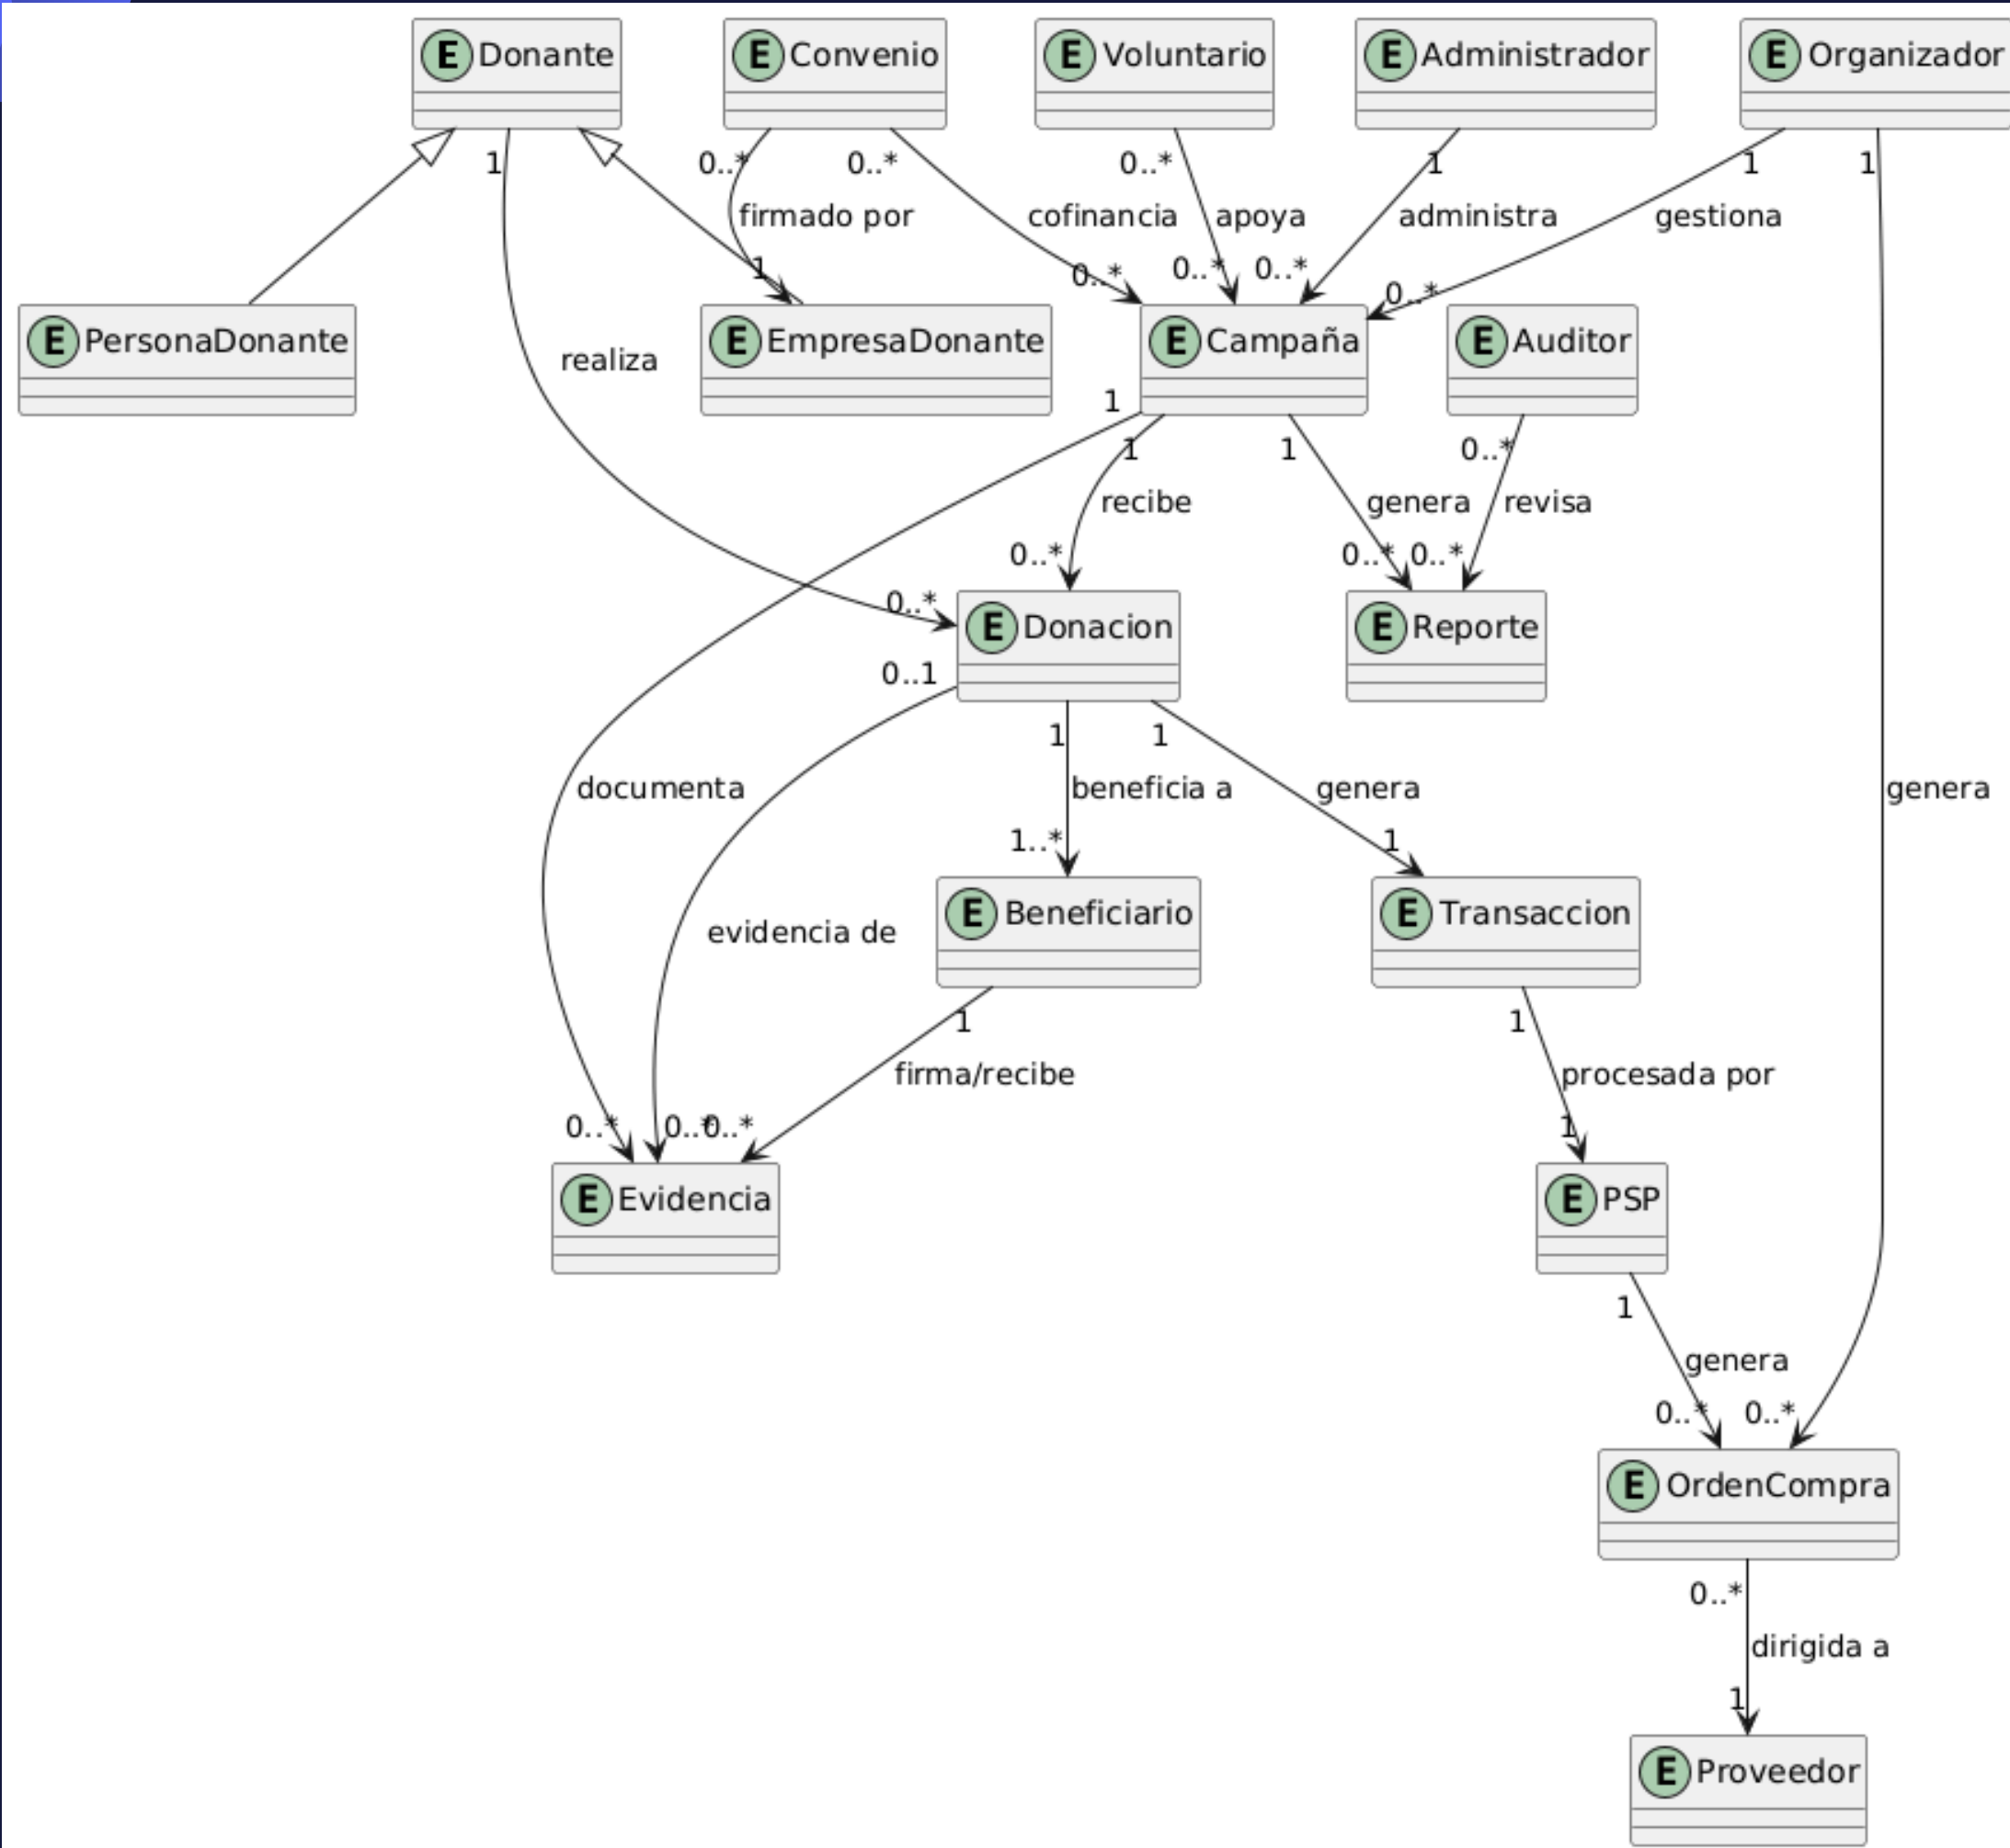 E Donante
E Convenio
E Voluntario
E Administrador
E Organizador
1
0..*
0..*
0..*
1
1
1
firmado por
cofinancia
apoya
administra
gestiona
1
0..*
0..*
0..*
0..*
E PersonaDonante
E EmpresaDonante
E Campaña
E Auditor
realiza
1
1
1
0..*
recibe
genera
revisa
0..*
0..*
0..*
0..*
E Donacion
E Reporte
0..1
1
1
documenta
beneficia a
genera
genera
1..*
1
E Beneficiario
E Transaccion
evidencia de
1
1
firma/recibe
procesada por
0..*
0..*
0..*
1
E Evidencia
E PSP
1
genera
0..*
0..*
E OrdenCompra
0..*
dirigida a
1
E Proveedor